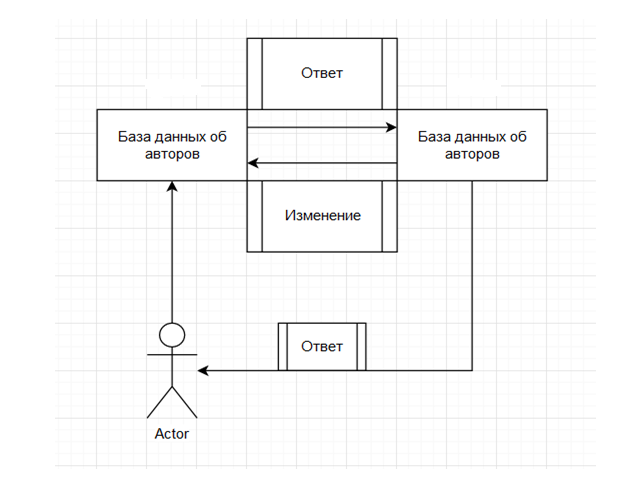 Ответ
База данных об
авторов
База данных об
авторов
Изменение
Ответ
Actor